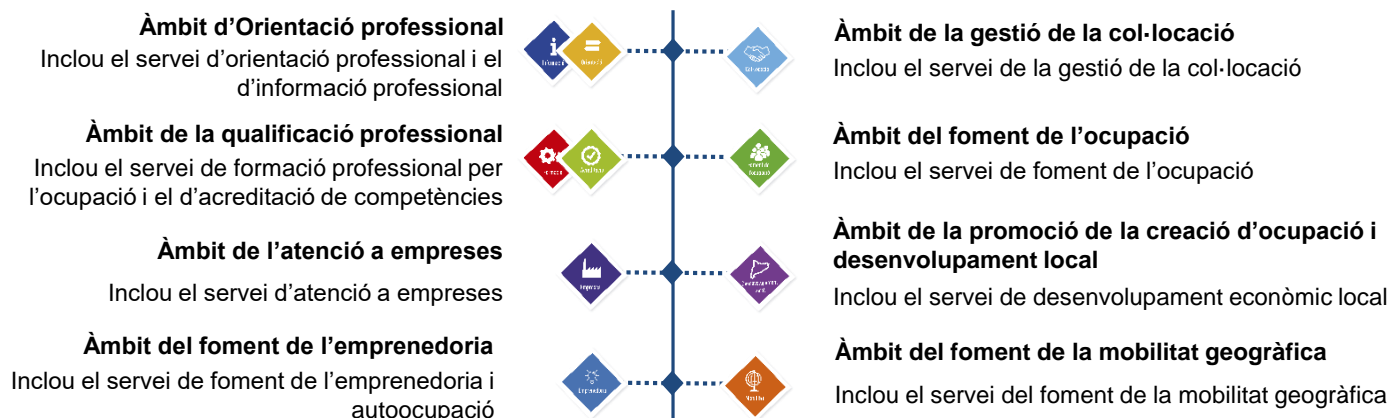 Àmbit d’Orientació professional
Inclou el servei d’orientació professional i el
d’informació professional
Àmbit de la qualificació professional
Inclou el servei de formació professional per
l’ocupació i el d’acreditació de competències
Àmbit de l’atenció a empreses
Inclou el servei d’atenció a empreses
Àmbit del foment de l’emprenedoria
Inclou el servei de foment de l’emprenedoria i
autoocupació
Àmbit de la gestió de la col·locació
Inclou el servei de la gestió de la col·locació
Àmbit del foment de l’ocupació
Inclou el servei de foment de l’ocupació
Àmbit de la promoció de la creació d’ocupació i
desenvolupament local
Inclou el servei de desenvolupament econòmic local
Àmbit del foment de la mobilitat geogràfica
Inclou el servei del foment de la mobilitat geogràfica